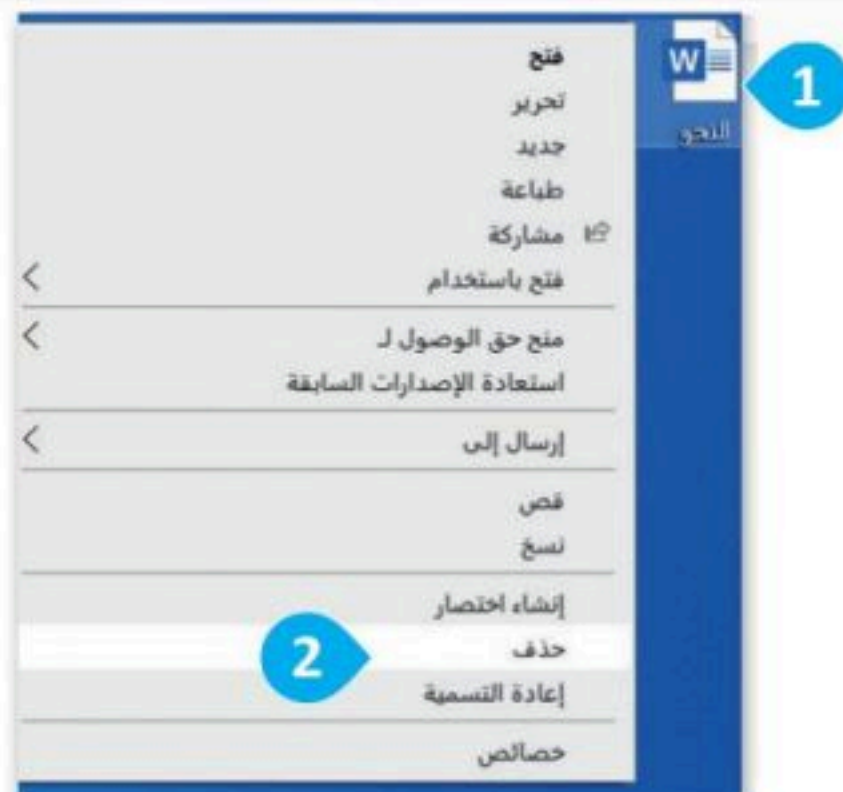 W
النحو
1
فتح
تحرير
جديد
طباعة
مشاركة
فتح باستخدام
منح حق الوصول لـ
استعادة الإصدارات السابقة
إرسال إلى
قص
نسخ
إنشاء اختصار
حذف
2
إعادة التسمية
خصائص